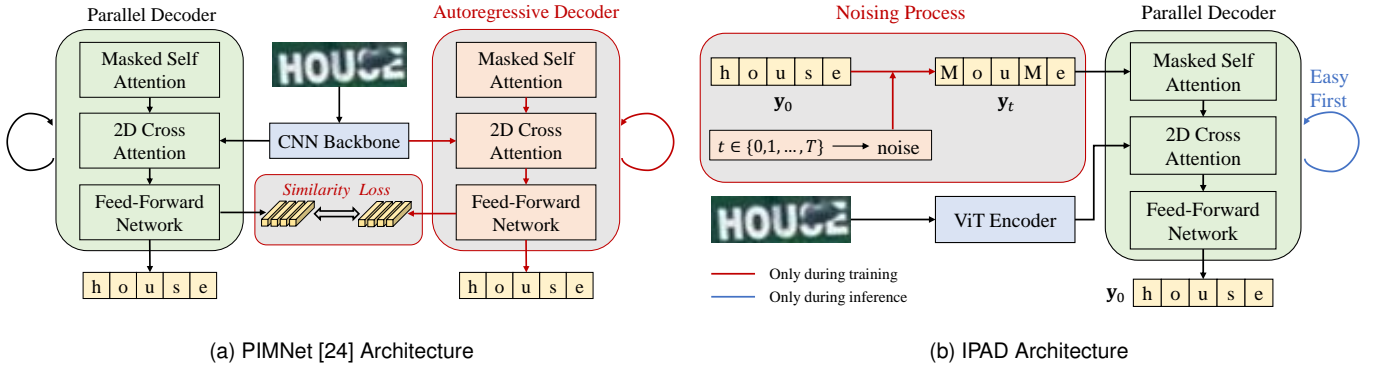 Parallel Decoder
Masked Self
Attention
2D Cross
Attention
Feed-Forward
Network
h o u s e
HOUSE
CNN Backbone
Similarity Loss
Autoregressive Decoder
Masked Self
Attention
2D Cross
Attention
Feed-Forward
Network
h o u s e
(a) PIMNet [24] Architecture
Noising Process
h o u s e
y₀
M o u M e
yₜ
t ∈ {0,1, … , T}
noise
HOUSE
ViT Encoder
Only during training
Only during inference
Parallel Decoder
Masked Self
Attention
2D Cross
Attention
Feed-Forward
Network
Easy
First
y₀ h o u s e
(b) IPAD Architecture